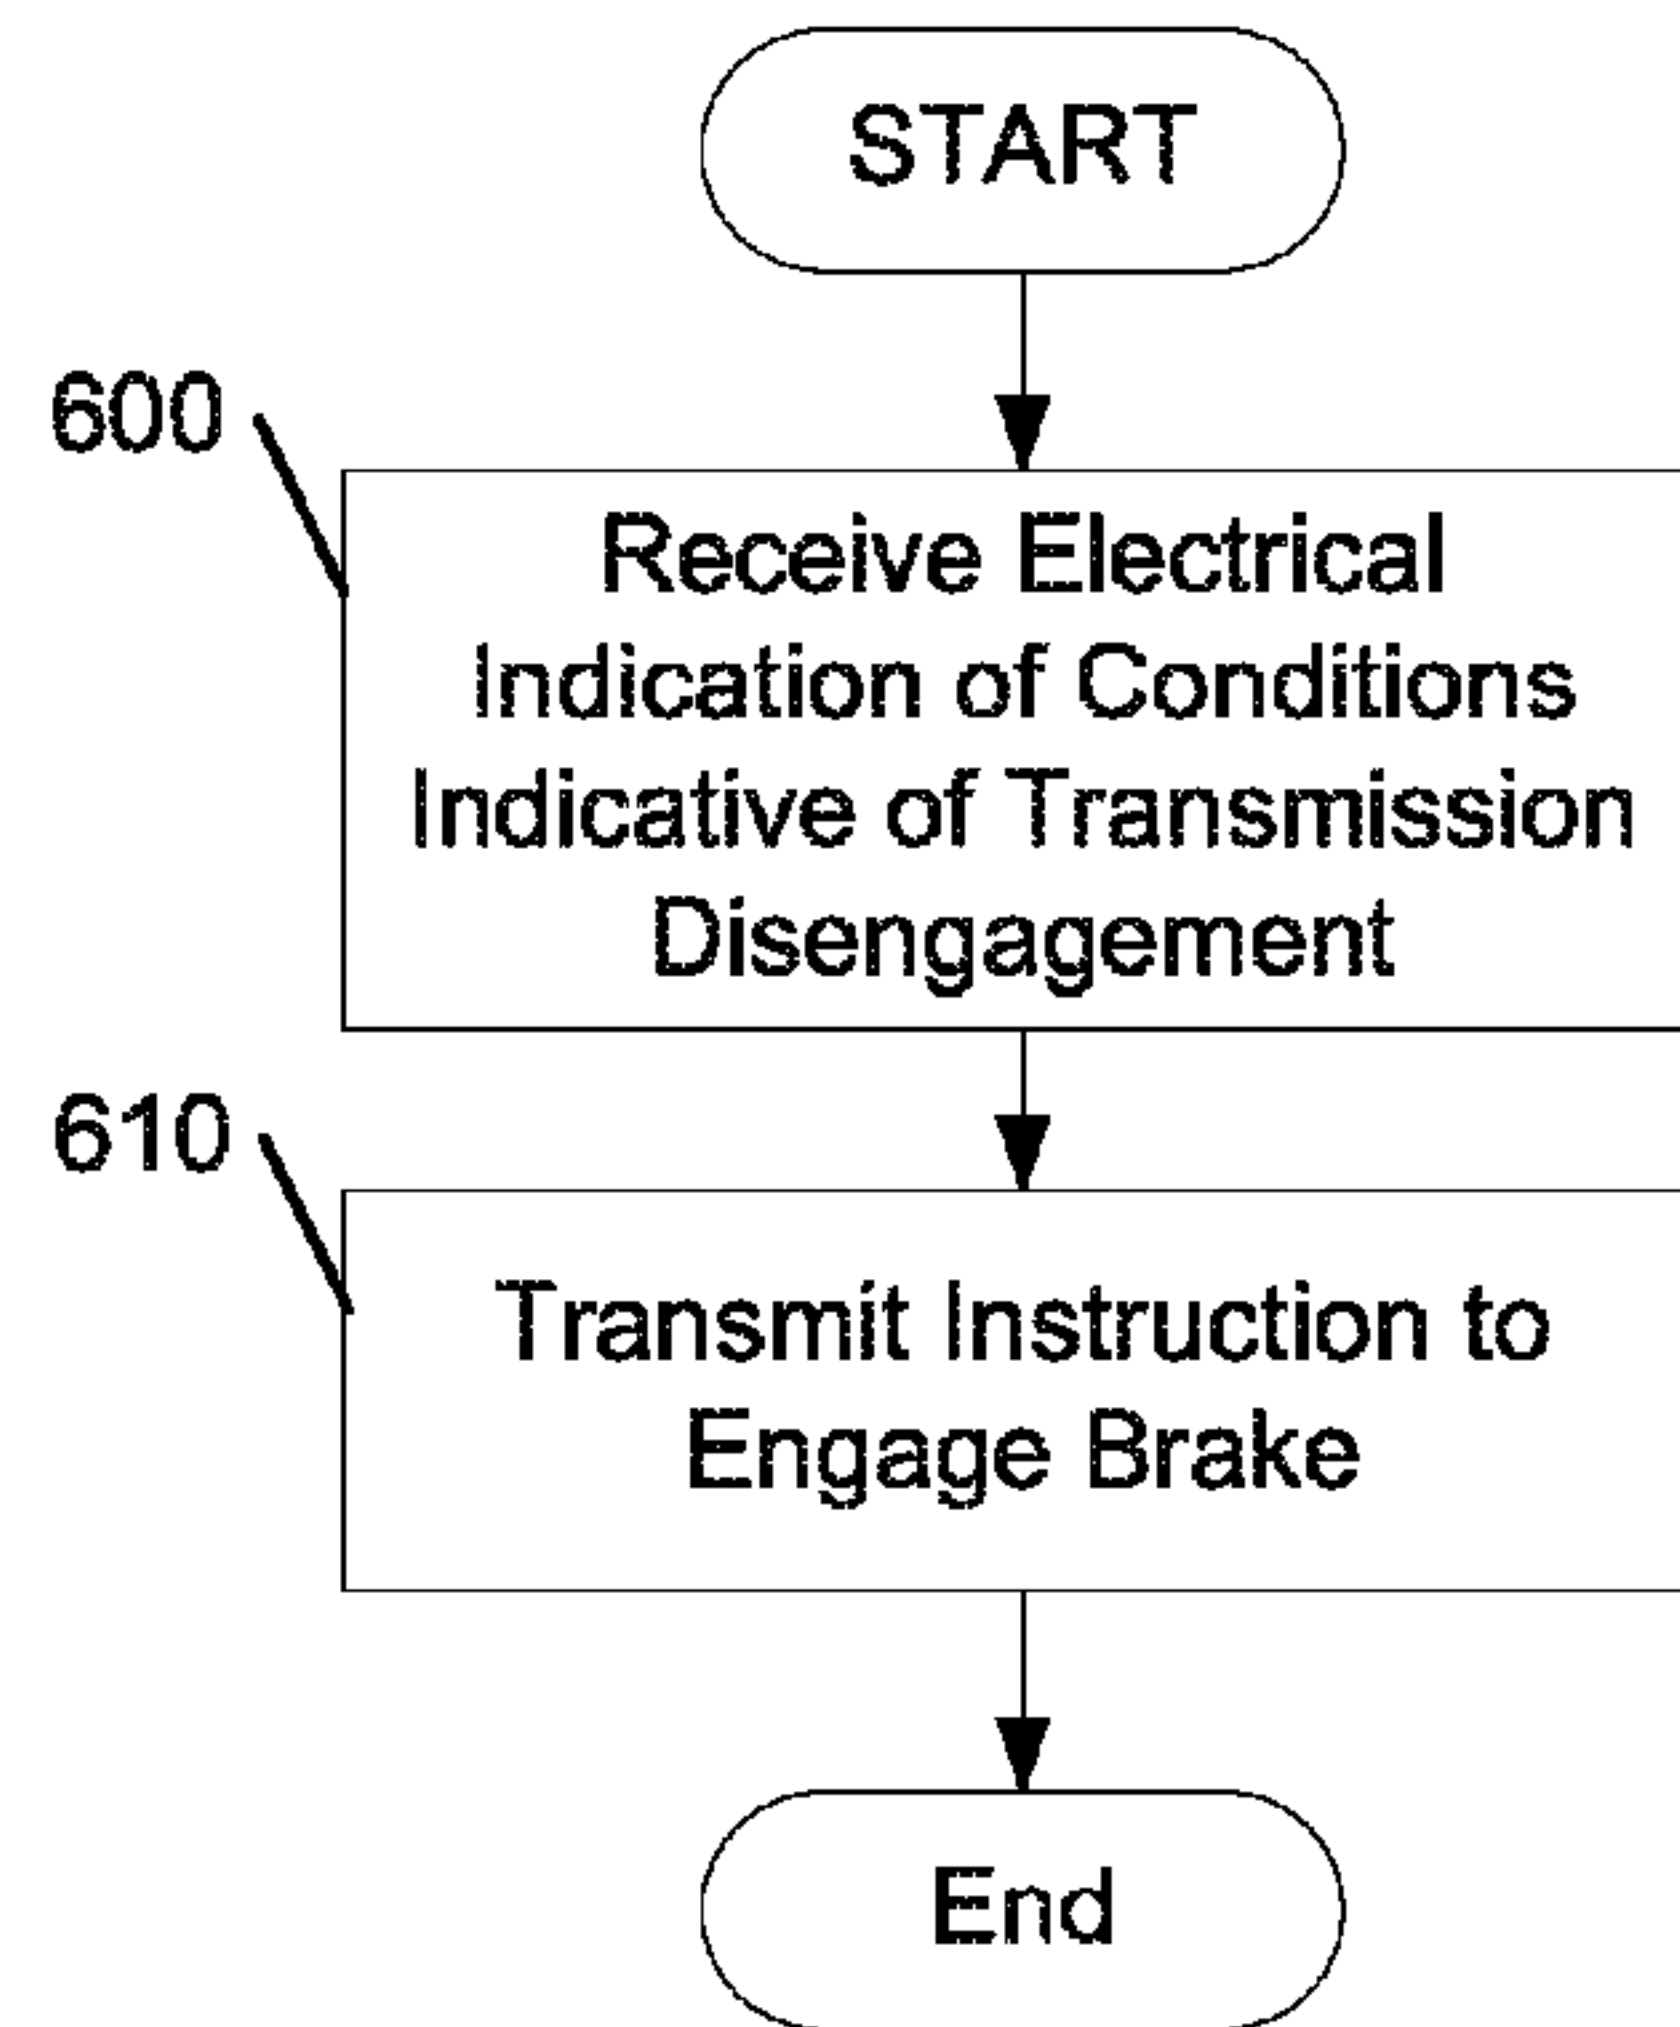 START
600
Receive Electrical
Indication of Conditions
Indicative of Transmission
Disengagement
610
Transmit Instruction to
Engage Brake
End